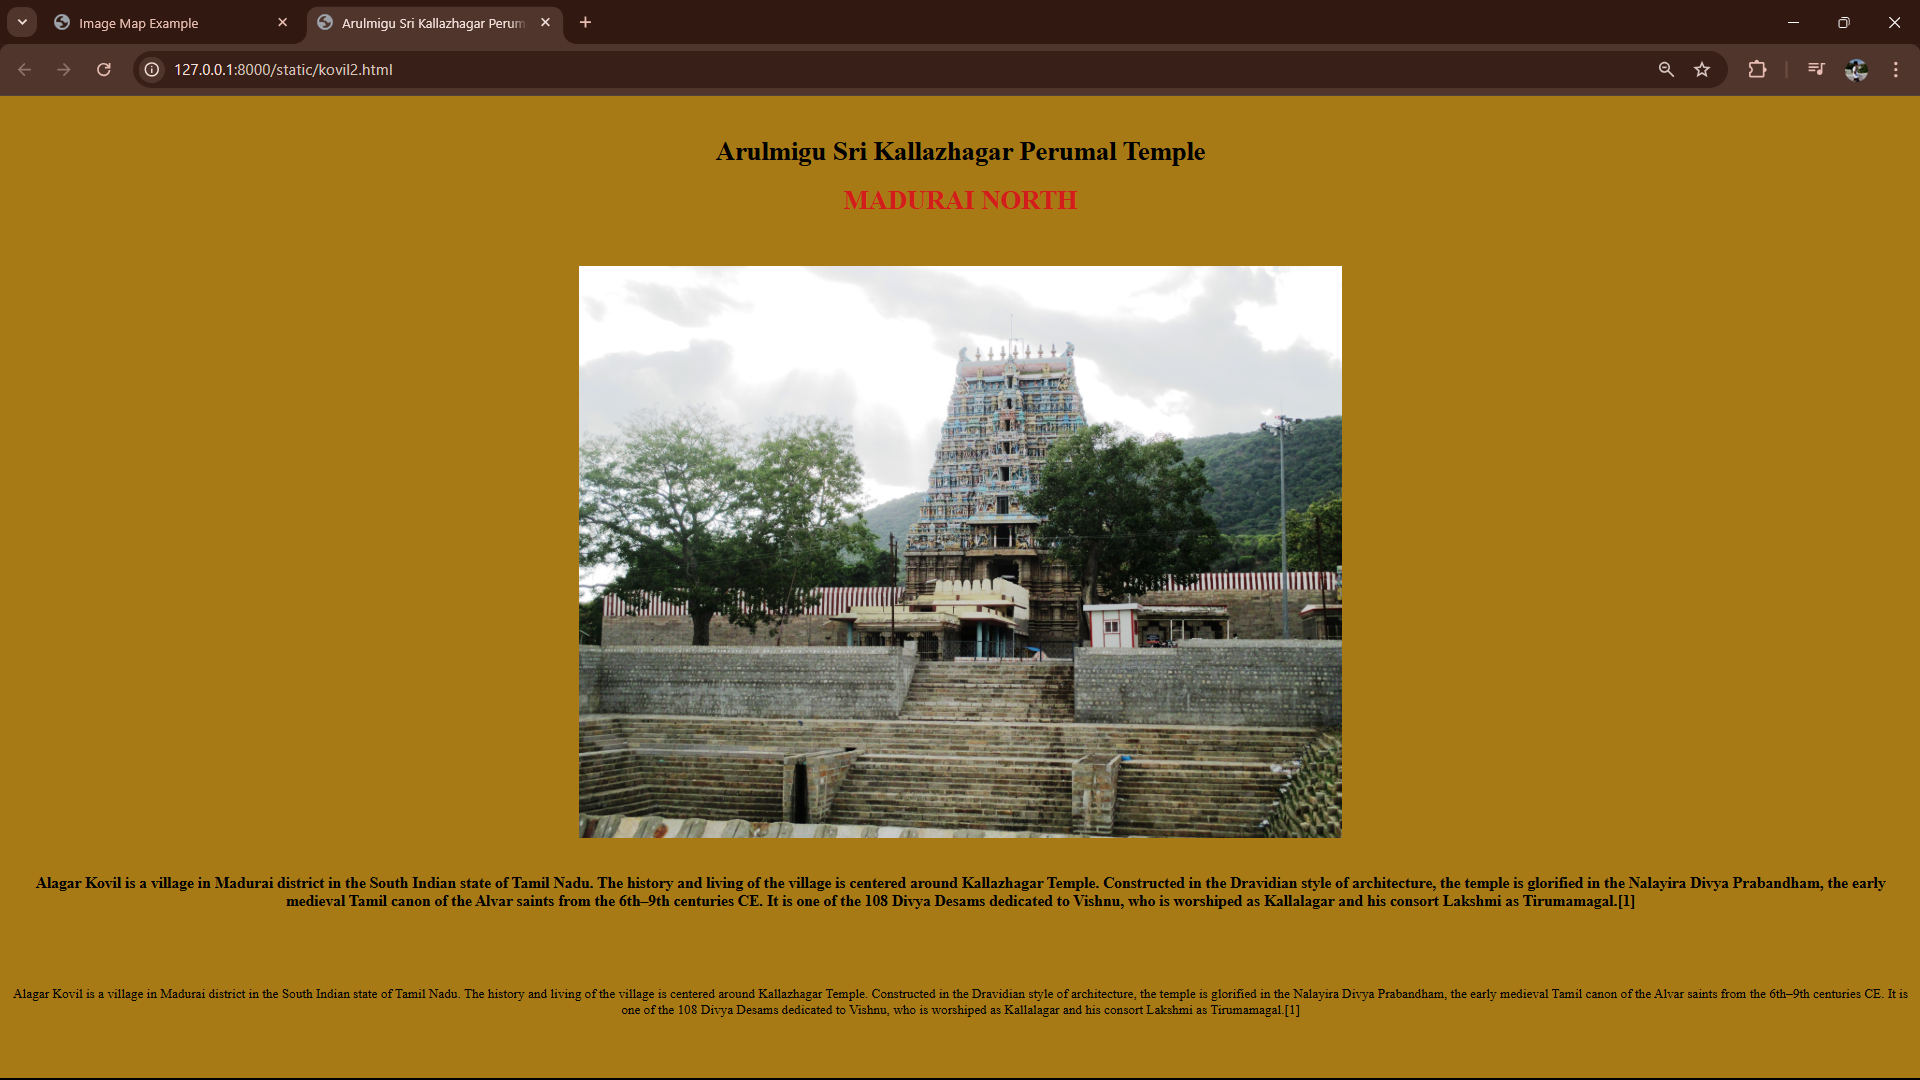 Image Map Example
Arulmigu Sri Kallazhagar Perum
127.0.0.1:8000/static/kovil2.html
Arulmigu Sri Kallazhagar Perumal Temple
MADURAI NORTH
Alagar Kovil is a village in Madurai district in the South Indian state of Tamil Nadu. The history and living of the village is centered around Kallazhagar Temple. Constructed in the Dravidian style of architecture, the temple is glorified in the Nalayira Divya Prabandham, the early
medieval Tamil canon of the Alvar saints from the 6th–9th centuries CE. It is one of the 108 Divya Desams dedicated to Vishnu, who is worshiped as Kallalagar and his consort Lakshmi as Tirumamagal.[1]
Alagar Kovil is a village in Madurai district in the South Indian state of Tamil Nadu. The history and living of the village is centered around Kallazhagar Temple. Constructed in the Dravidian style of architecture, the temple is glorified in the Nalayira Divya Prabandham, the early medieval Tamil canon of the Alvar saints from the 6th–9th centuries CE. It is
one of the 108 Divya Desams dedicated to Vishnu, who is worshiped as Kallalagar and his consort Lakshmi as Tirumamagal.[1]